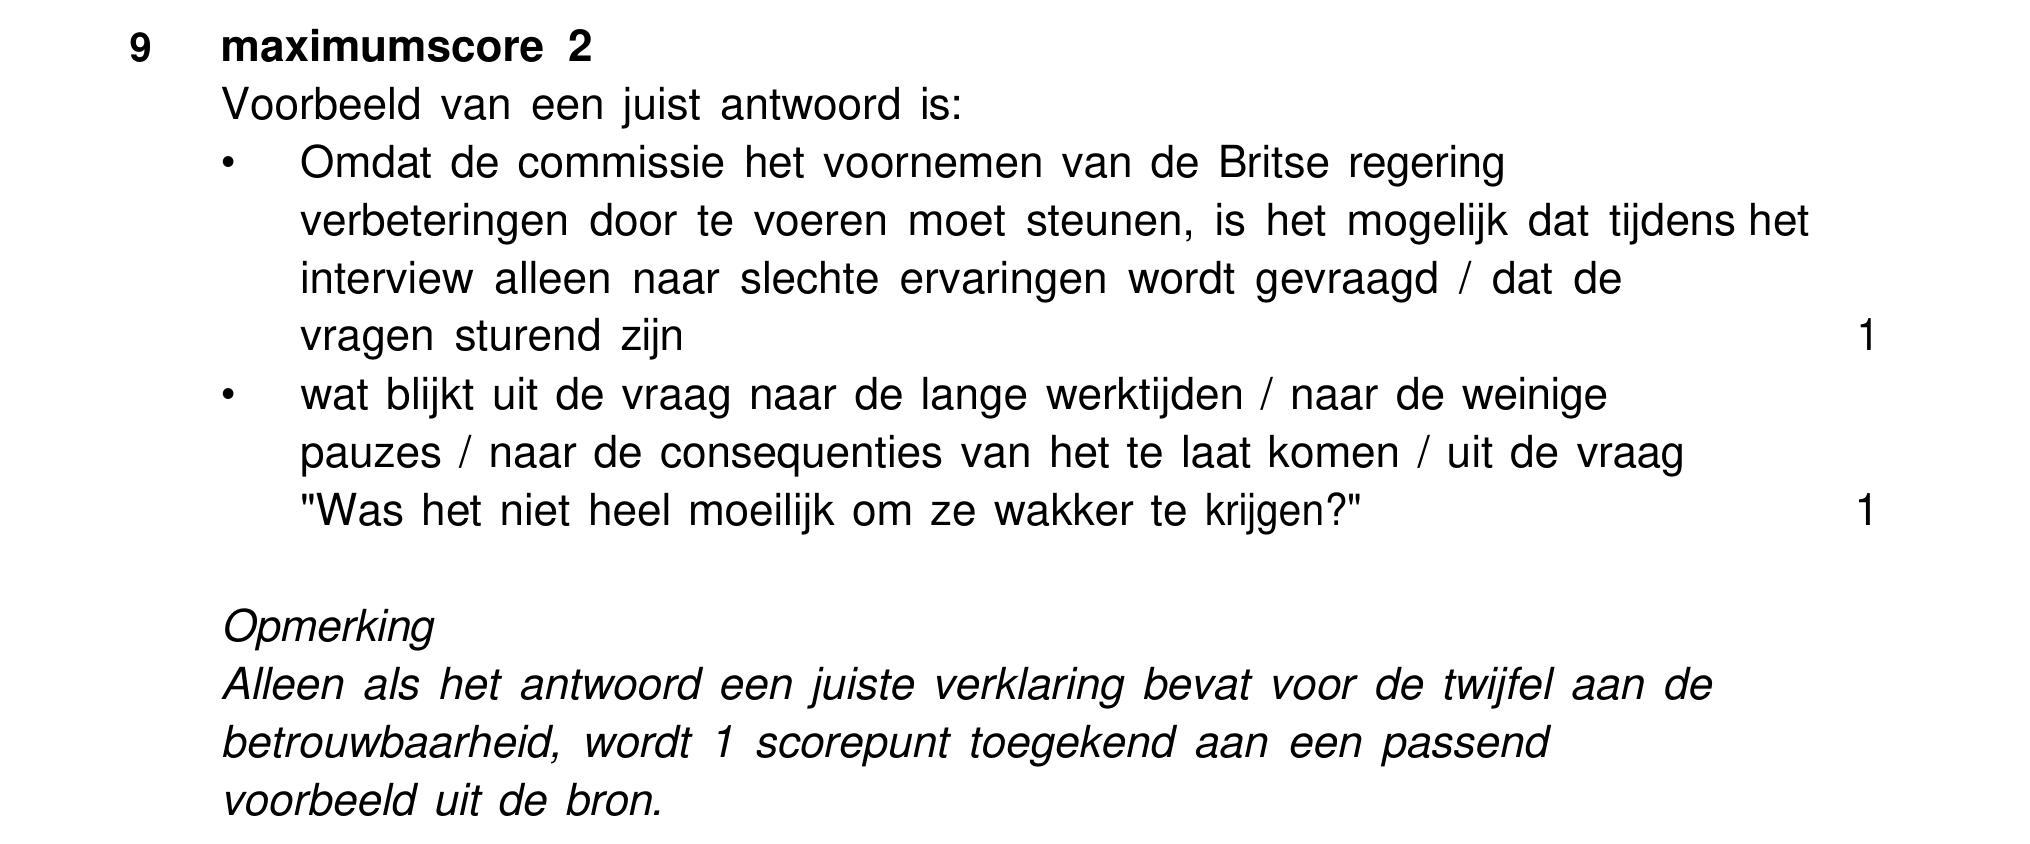 9 maximumscore 2
Voorbeeld van een juist antwoord is:
• Omdat de commissie het voornemen van de Britse regering
verbeteringen door te voeren moet steunen, is het mogelijk dat tijdens het
interview alleen naar slechte ervaringen wordt gevraagd / dat de
vragen sturend zijn 1
• wat blijkt uit de vraag naar de lange werktijden / naar de weinige
pauzes / naar de consequenties van het te laat komen / uit de vraag
"Was het niet heel moeilijk om ze wakker te krijgen?" 1
Opmerking
Alleen als het antwoord een juiste verklaring bevat voor de twijfel aan de
betrouwbaarheid, wordt 1 scorepunt toegekend aan een passend
voorbeeld uit de bron.